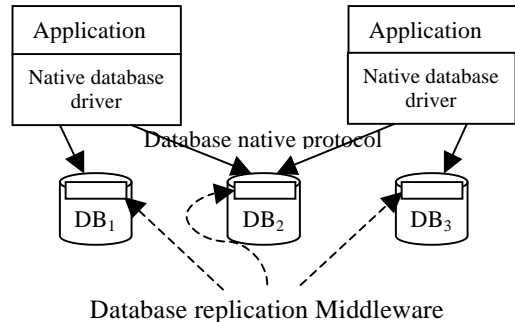 Application
Application
Native database
driver
Native database
driver
Database native protocol
DB1
DB2
DB3
Database replication Middleware